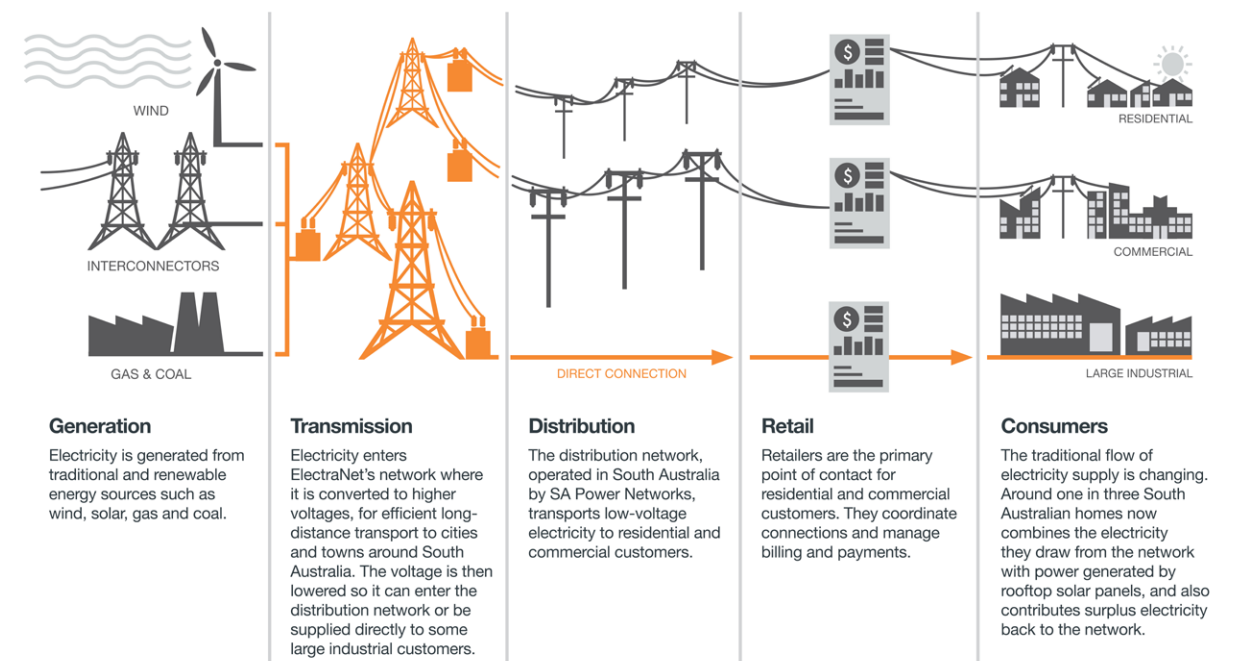 WIND
INTERCONNECTORS
GAS & COAL
DIRECT CONNECTION
$
$
$
RESIDENTIAL
COMMERCIAL
LARGE INDUSTRIAL
Generation
Electricity is generated from
traditional and renewable
energy sources such as
wind, solar, gas and coal.
Transmission
Electricity enters
ElectraNet's network where
it is converted to higher
voltages, for efficient long-
distance transport to cities
and towns around South
Australia. The voltage is then
lowered so it can enter the
distribution network or be
supplied directly to some
large industrial customers.
Distribution
The distribution network,
operated in South Australia
by SA Power Networks,
transports low-voltage
electricity to residential and
commercial customers.
Retail
Retailers are the primary
point of contact for
residential and commercial
customers. They coordinate
connections and manage
billing and payments.
Consumers
The traditional flow of
electricity supply is changing.
Around one in three South
Australian homes now
combines the electricity
they draw from the network
with power generated by
rooftop solar panels, and also
contributes surplus electricity
back to the network.